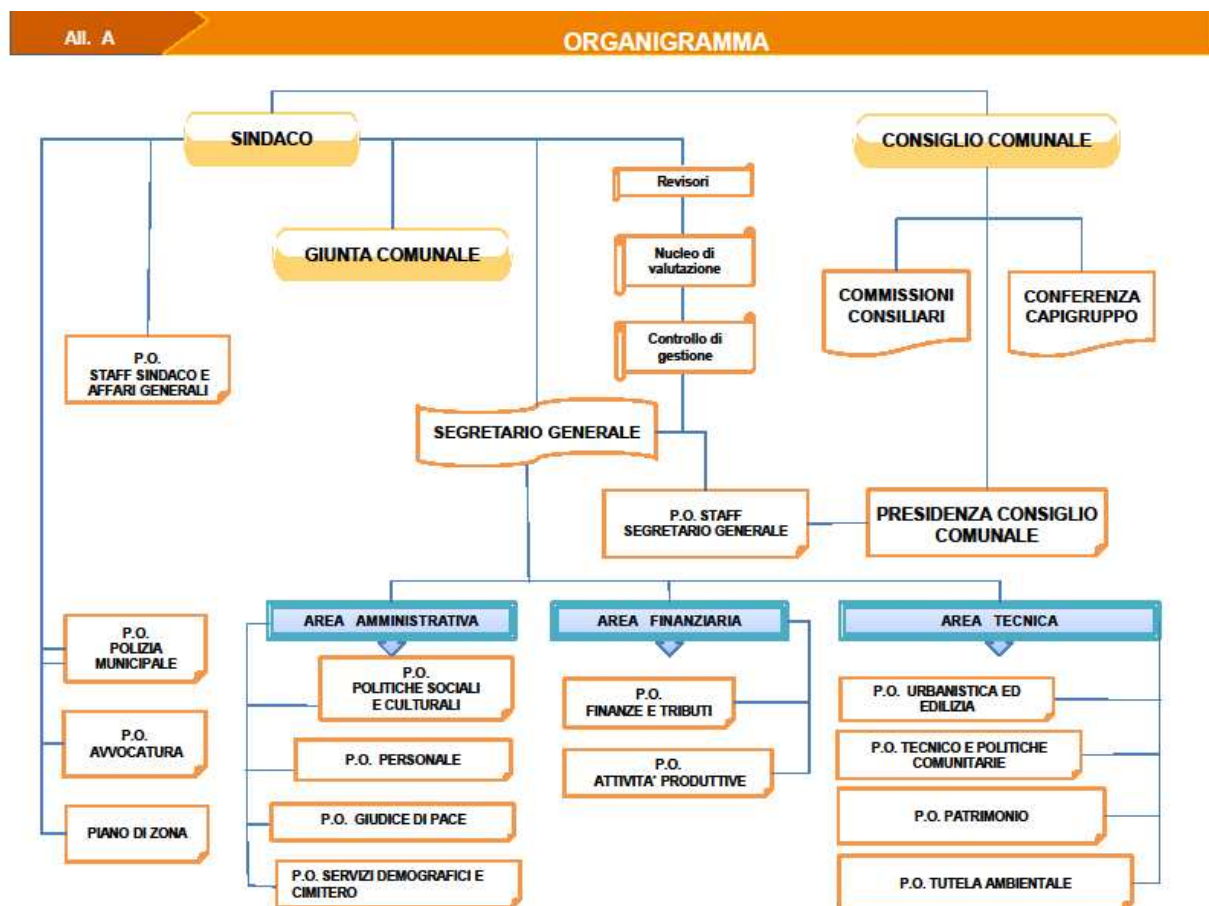 All. A
ORGANIGRAMMA
SINDACO
CONSIGLIO COMUNALE
Revisori
GIUNTA COMUNALE
Nucleo di
valutazione
COMMISSIONI
CONSILIARI
CONFERENZA
CAPIGRUPPO
Controllo di
gestione
P.O.
STAFF SINDACO E
AFFARI GENERALI
SEGRETARIO GENERALE
P.O. STAFF
SEGRETARIO GENERALE
PRESIDENZA CONSIGLIO
COMUNALE
AREA AMMINISTRATIVA
AREA FINANZIARIA
AREA TECNICA
P.O.
POLIZIA
MUNICIPALE
P.O.
POLITICHE SOCIALI
E CULTURALI
P.O.
FINANZE E TRIBUTI
P.O. URBANISTICA ED
EDILIZIA
P.O.
AVVOCATURA
P.O. PERSONALE
P.O.
ATTIVITA' PRODUTTIVE
P.O. TECNICO E POLITICHE
COMUNITARIE
PIANO DI ZONA
P.O. GIUDICE DI PACE
P.O. PATRIMONIO
P.O. SERVIZI DEMOGRAFICI E
CIMITERO
P.O. TUTELA AMBIENTALE